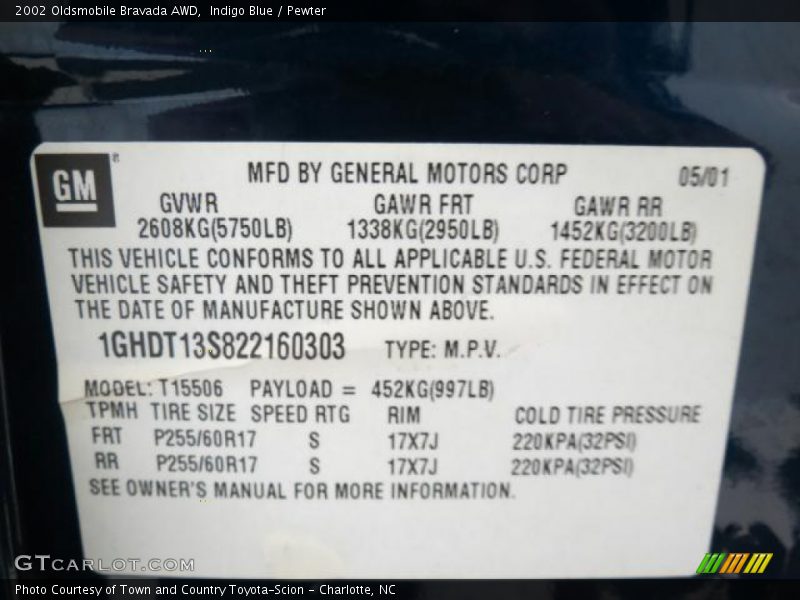 2002 Oldsmobile Bravada AWD, Indigo Blue / Pewter
GM®
MFD BY GENERAL MOTORS CORP 05/01
GVWR GAWR FRT GAWR RR
2608KG(5750LB) 1338KG(2950LB) 1452KG(3200LB)
THIS VEHICLE CONFORMS TO ALL APPLICABLE U.S. FEDERAL MOTOR
VEHICLE SAFETY AND THEFT PREVENTION STANDARDS IN EFFECT ON
THE DATE OF MANUFACTURE SHOWN ABOVE.
1GHDT13S822160303 TYPE: M.P.V.
MODEL: T15506 PAYLOAD = 452KG(997LB)
TPMH TIRE SIZE SPEED RTG RIM COLD TIRE PRESSURE
FRT P255/60R17 S 17X7J 220KPA(32PSI)
RR P255/60R17 S 17X7J 220KPA(32PSI)
SEE OWNER'S MANUAL FOR MORE INFORMATION.
GTCARLOT.COM
Photo Courtesy of Town and Country Toyota-Scion - Charlotte, NC